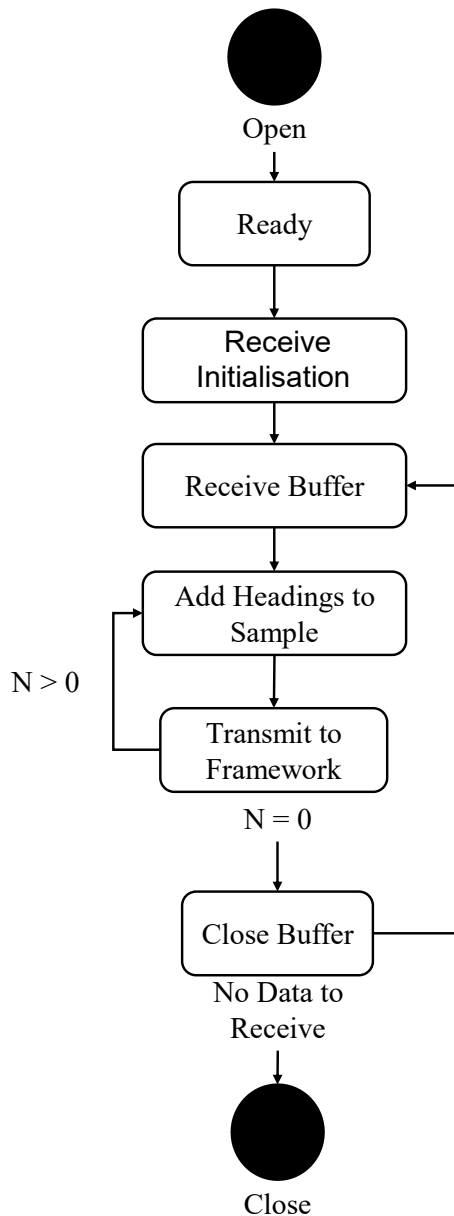 Open
Ready
Receive
Initialisation
Receive Buffer
Add Headings to
Sample
N > 0
Transmit to
Framework
N = 0
Close Buffer
No Data to
Receive
Close